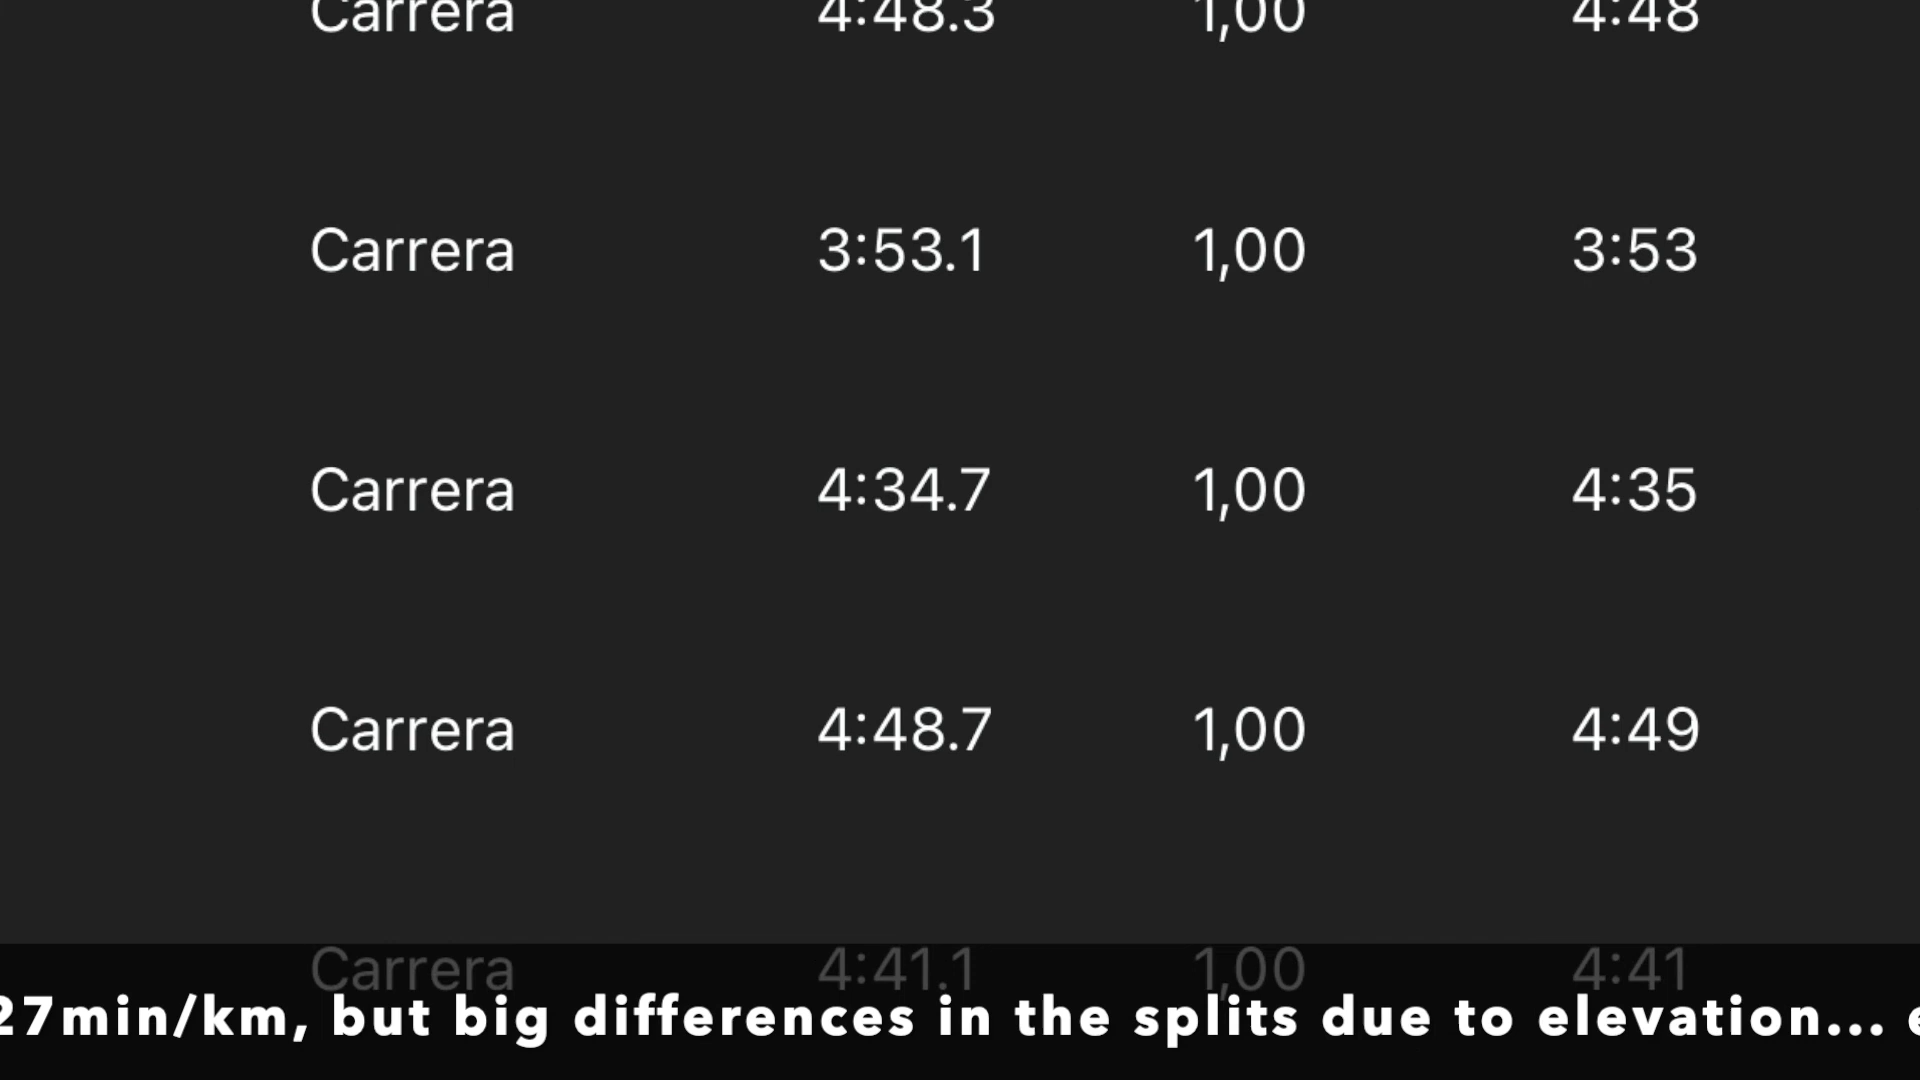 Carrera 4:48.3 1,00 4:48
Carrera 3:53.1 1,00 3:53
Carrera 4:34.7 1,00 4:35
Carrera 4:48.7 1,00 4:49
Carrera 4:41.1 1,00 4:41
27min/km, but big differences in the splits due to elevation...